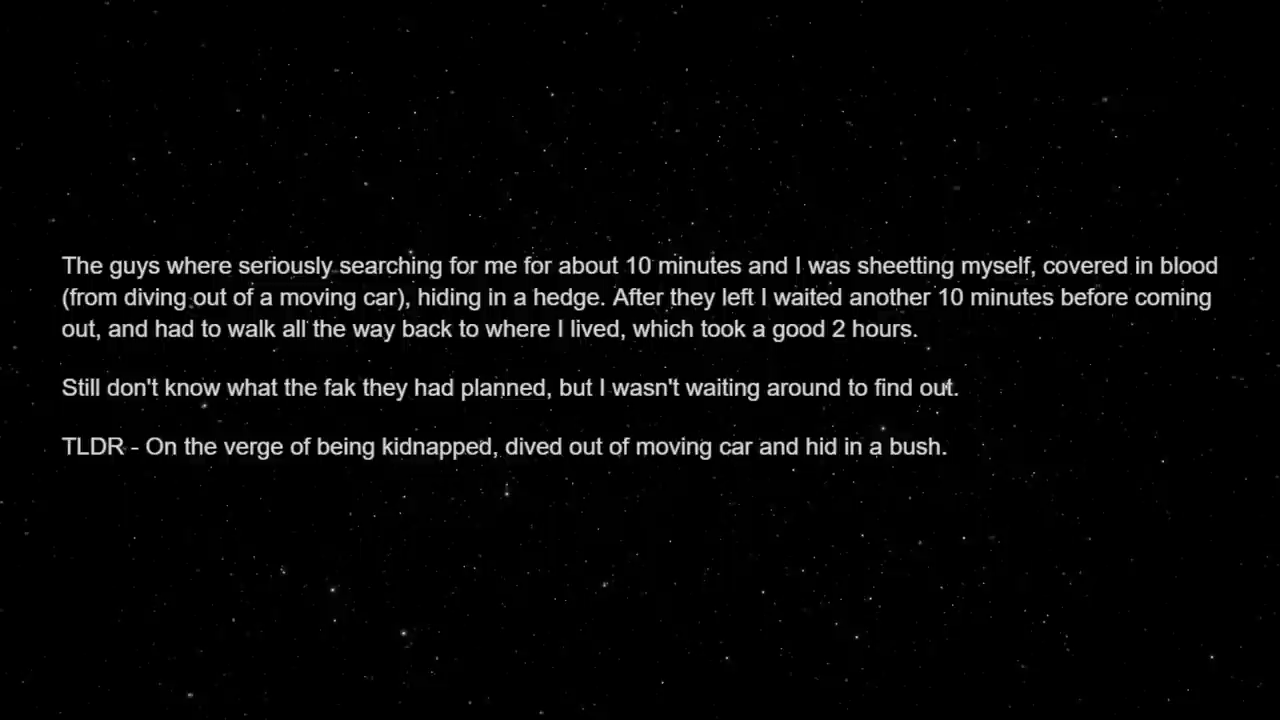 The guys where seriously searching for me for about 10 minutes and I was sheetting myself, covered in blood
(from diving out of a moving car), hiding in a hedge. After they left I waited another 10 minutes before coming
out, and had to walk all the way back to where I lived, which took a good 2 hours.
Still don't know what the fak they had planned, but I wasn't waiting around to find out.
TLDR - On the verge of being kidnapped, dived out of moving car and hid in a bush.